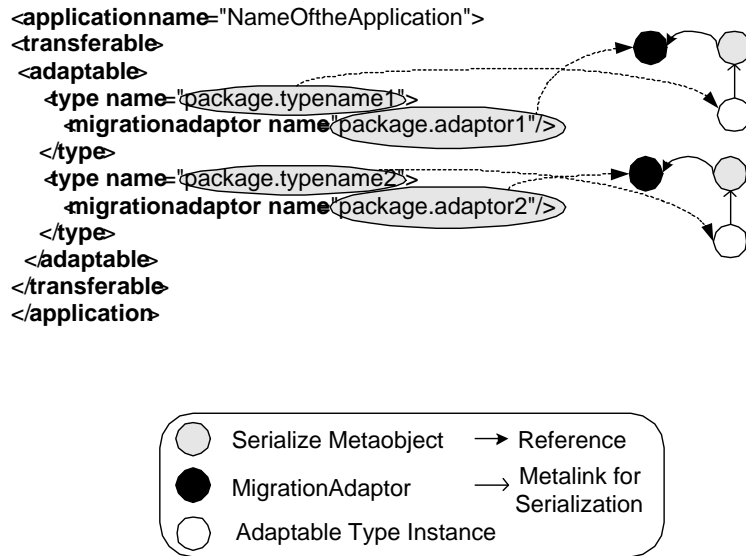 <applicationname="NameOftheApplication">
<transferable>
<adaptable>
<type name="package.typename1">
<migrationadaptor name"package.adaptor1"/>
</type>
<type name="package.typename2">
<migrationadaptor name"package.adaptor2"/>
</type>
</adaptable>
</transferable>
</application>
Serialize Metaobject
Reference
MigrationAdaptor
Metalink for
Serialization
Adaptable Type Instance